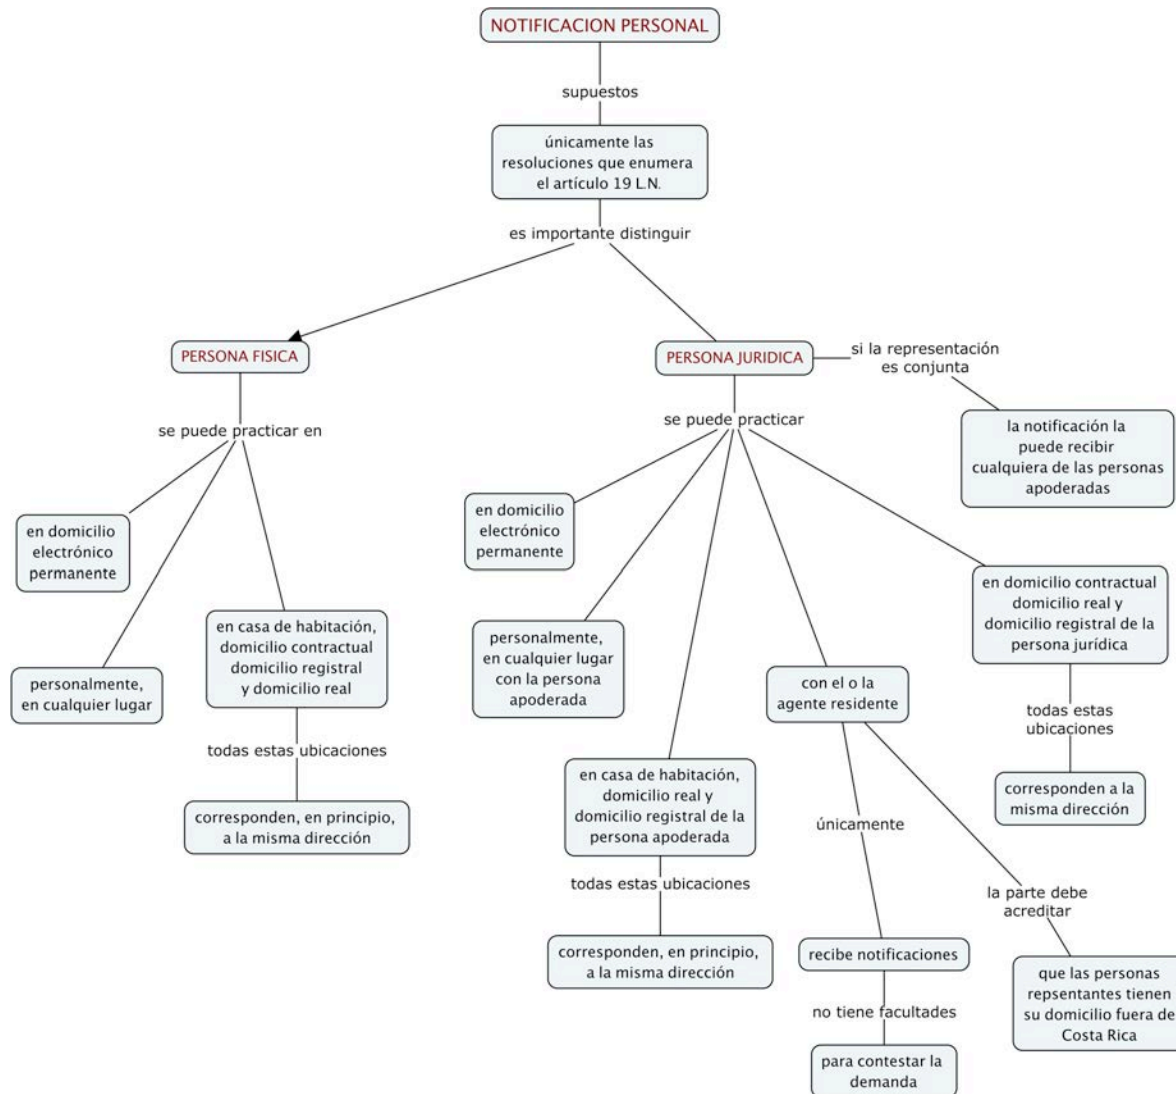 NOTIFICACION PERSONAL
supuestos
únicamente las
resoluciones que enumera
el artículo 19 L.N.
es importante distinguir
PERSONA FISICA
se puede practicar en
en domicilio
electrónico
permanente
personalmente,
en cualquier lugar
en casa de habitación,
domicilio contractual
domicilio registral
y domicilio real
todas estas ubicaciones
corresponden, en principio,
a la misma dirección
PERSONA JURIDICA
si la representación
es conjunta
la notificación la
puede recibir
cualquiera de las personas
apoderadas
se puede practicar
en domicilio
electrónico
permanente
personalmente,
en cualquier lugar
con la persona
apoderada
en casa de habitación,
domicilio real y
domicilio registral de la
persona apoderada
todas estas ubicaciones
corresponden, en principio,
a la misma dirección
con el o la
agente residente
únicamente
recibe notificaciones
no tiene facultades
para contestar la
demanda
la parte debe
acreditar
que las personas
repsentantes tienen
su domicilio fuera de
Costa Rica
en domicilio contractual
domicilio real y
domicilio registral de la
persona jurídica
todas estas
ubicaciones
corresponden a la
misma dirección